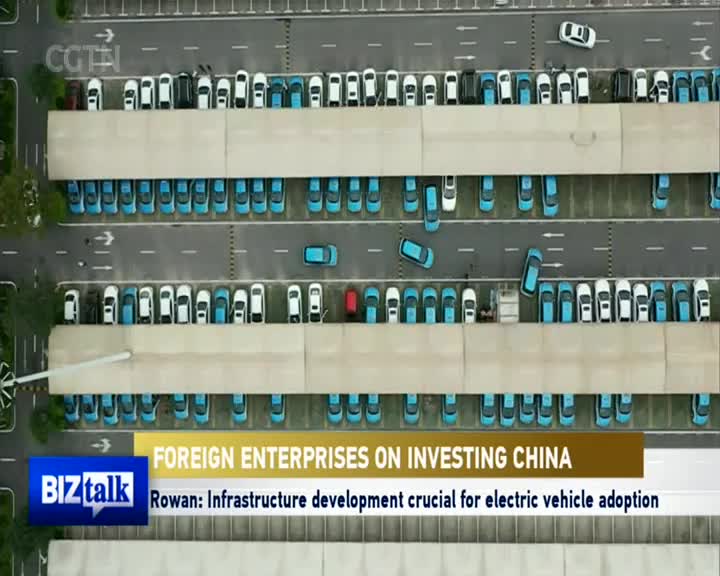 CGTN
FOREIGN ENTERPRISES ON INVESTING CHINA
BIZtalk
Rowan: Infrastructure development crucial for electric vehicle adoption